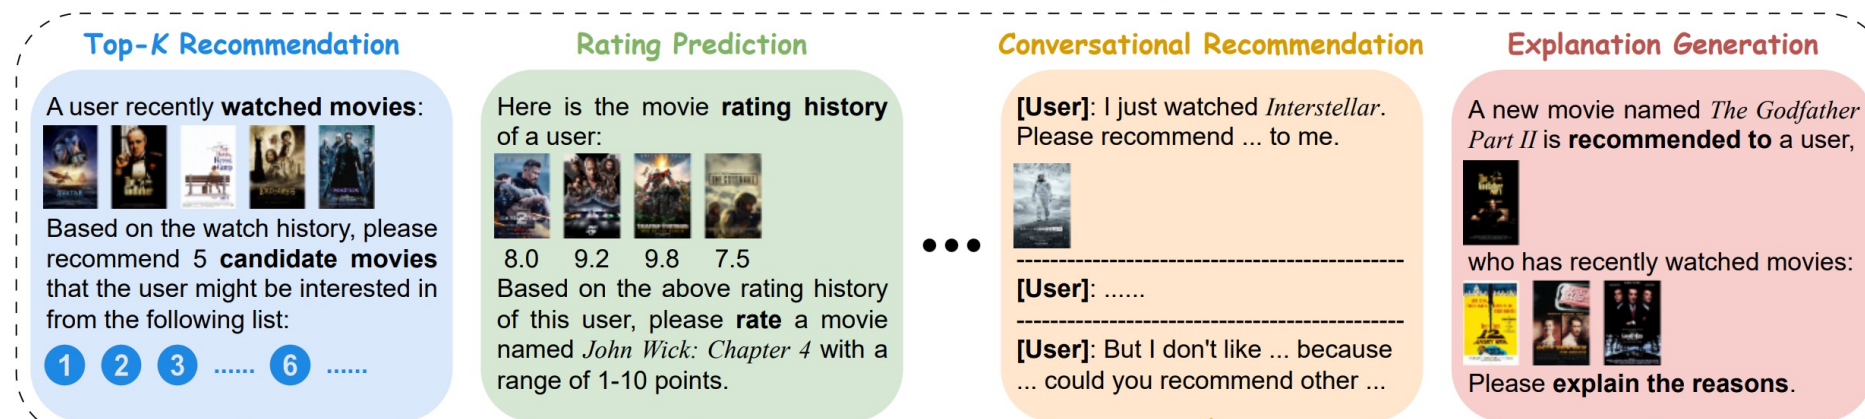 Top-K Recommendation
A user recently watched movies:
Based on the watch history, please
recommend 5 candidate movies
that the user might be interested in
from the following list:
1 2 3 ...... 6 ......
Rating Prediction
Here is the movie rating history
of a user:
8.0 9.2 9.8 7.5
Based on the above rating history
of this user, please rate a movie
named John Wick: Chapter 4 with a
range of 1-10 points.
Conversational Recommendation
[User]: I just watched Interstellar.
Please recommend ... to me.
[User]: ......
[User]: But I don't like ... because
... could you recommend other ...
Explanation Generation
A new movie named The Godfather
Part II is recommended to a user,
who has recently watched movies:
Please explain the reasons.